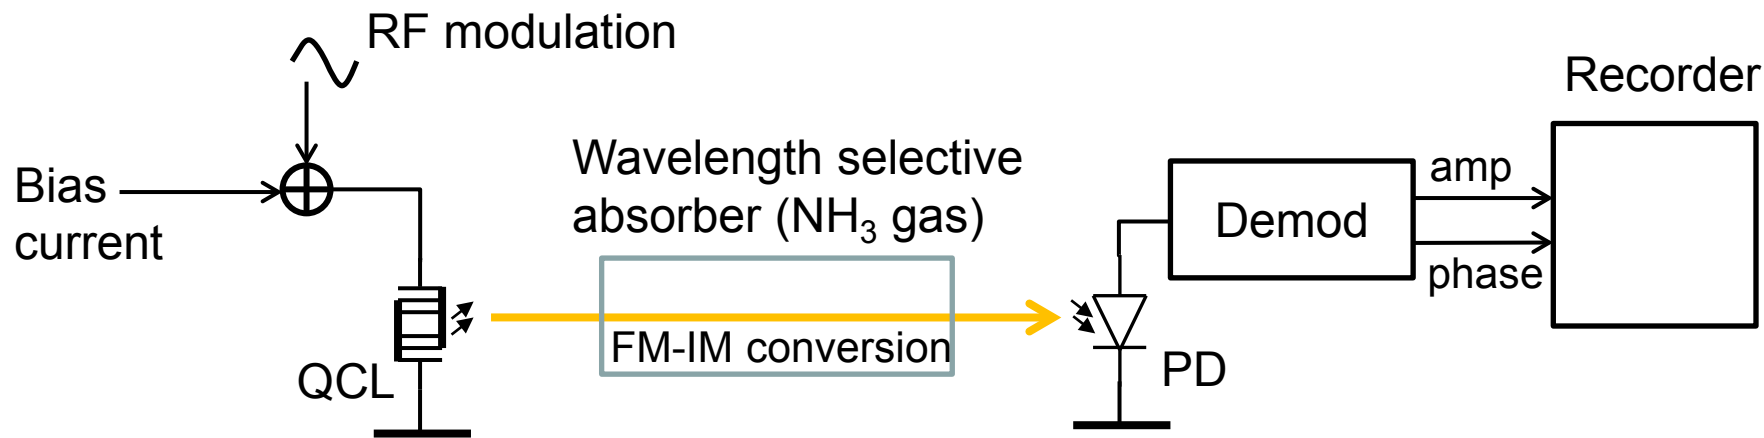 RF modulation
Recorder
Wavelength selective
absorber (NH₃ gas)
Bias
current
amp
Demod
phase
FM-IM conversion
QCL
PD